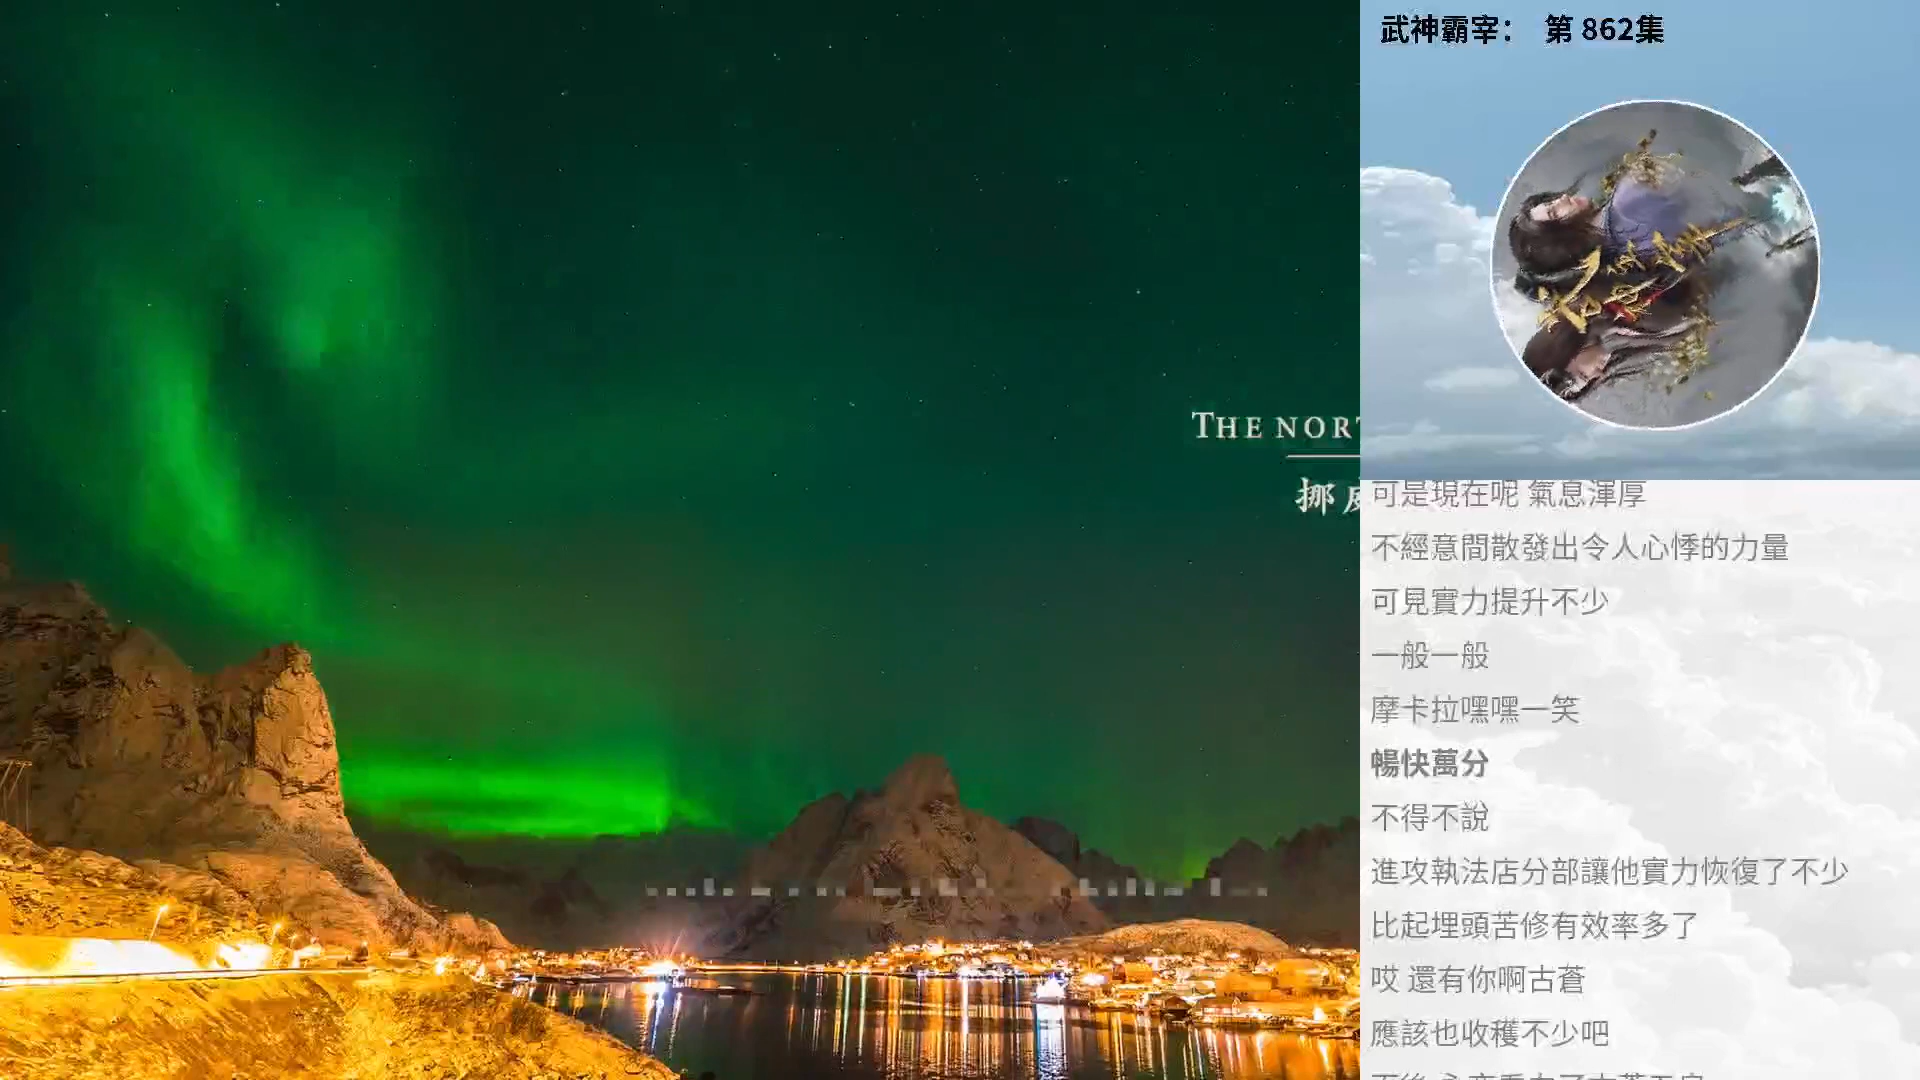 THE NORT
挪威
武神霸宰： 第 862集
可是現在呢 氣息渾厚
不經意間散發出令人心悸的力量
可見實力提升不少
一般一般
摩卡拉嘿嘿一笑
暢快萬分
不得不說
進攻執法店分部讓他實力恢復了不少
比起埋頭苦修有效率多了
哎 還有你啊古蒼
應該也收穫不少吧